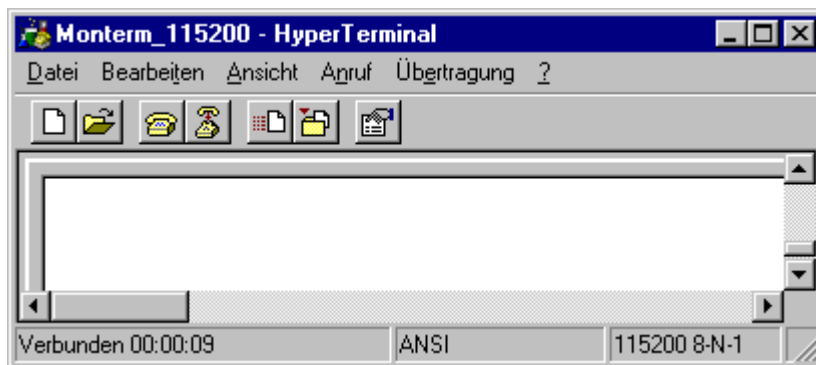 Monterm_115200 - HyperTerminal
Datei Bearbeiten Ansicht Anruf Übertragung ?
Verbunden 00:00:09 ANSI 115200 8-N-1